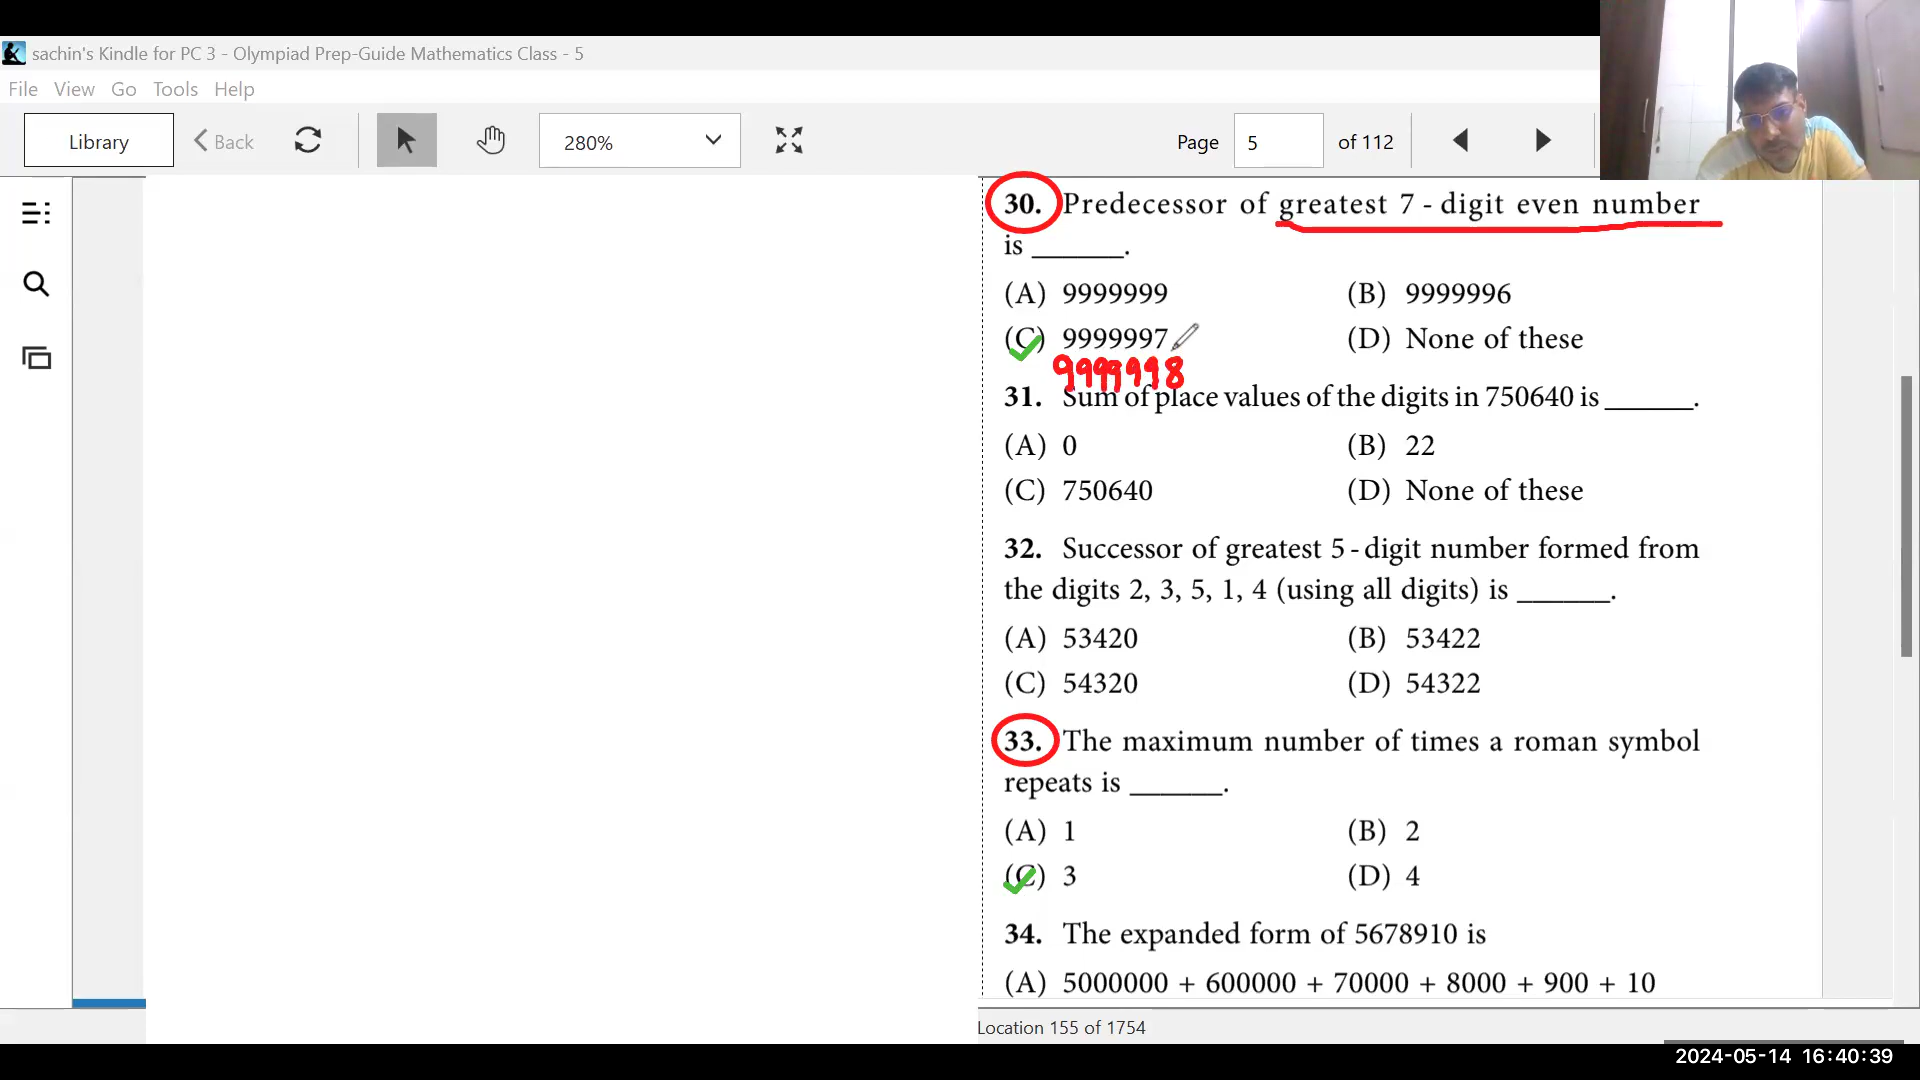 sachin's Kindle for PC 3 - Olympiad Prep-Guide Mathematics Class - 5
File View Go Tools Help
Library Back 280% Page 5 of 112
30. Predecessor of greatest 7 - digit even number
is ______.
(A) 9999999 (B) 9999996
(C) 9999997 (D) None of these
9999998
31. Sum of place values of the digits in 750640 is ______.
(A) 0 (B) 22
(C) 750640 (D) None of these
32. Successor of greatest 5 - digit number formed from
the digits 2, 3, 5, 1, 4 (using all digits) is ______.
(A) 53420 (B) 53422
(C) 54320 (D) 54322
33. The maximum number of times a roman symbol
repeats is ______.
(A) 1 (B) 2
(C) 3 (D) 4
34. The expanded form of 5678910 is
(A) 5000000 + 600000 + 70000 + 8000 + 900 + 10
Location 155 of 1754
2024-05-14 16:40:39